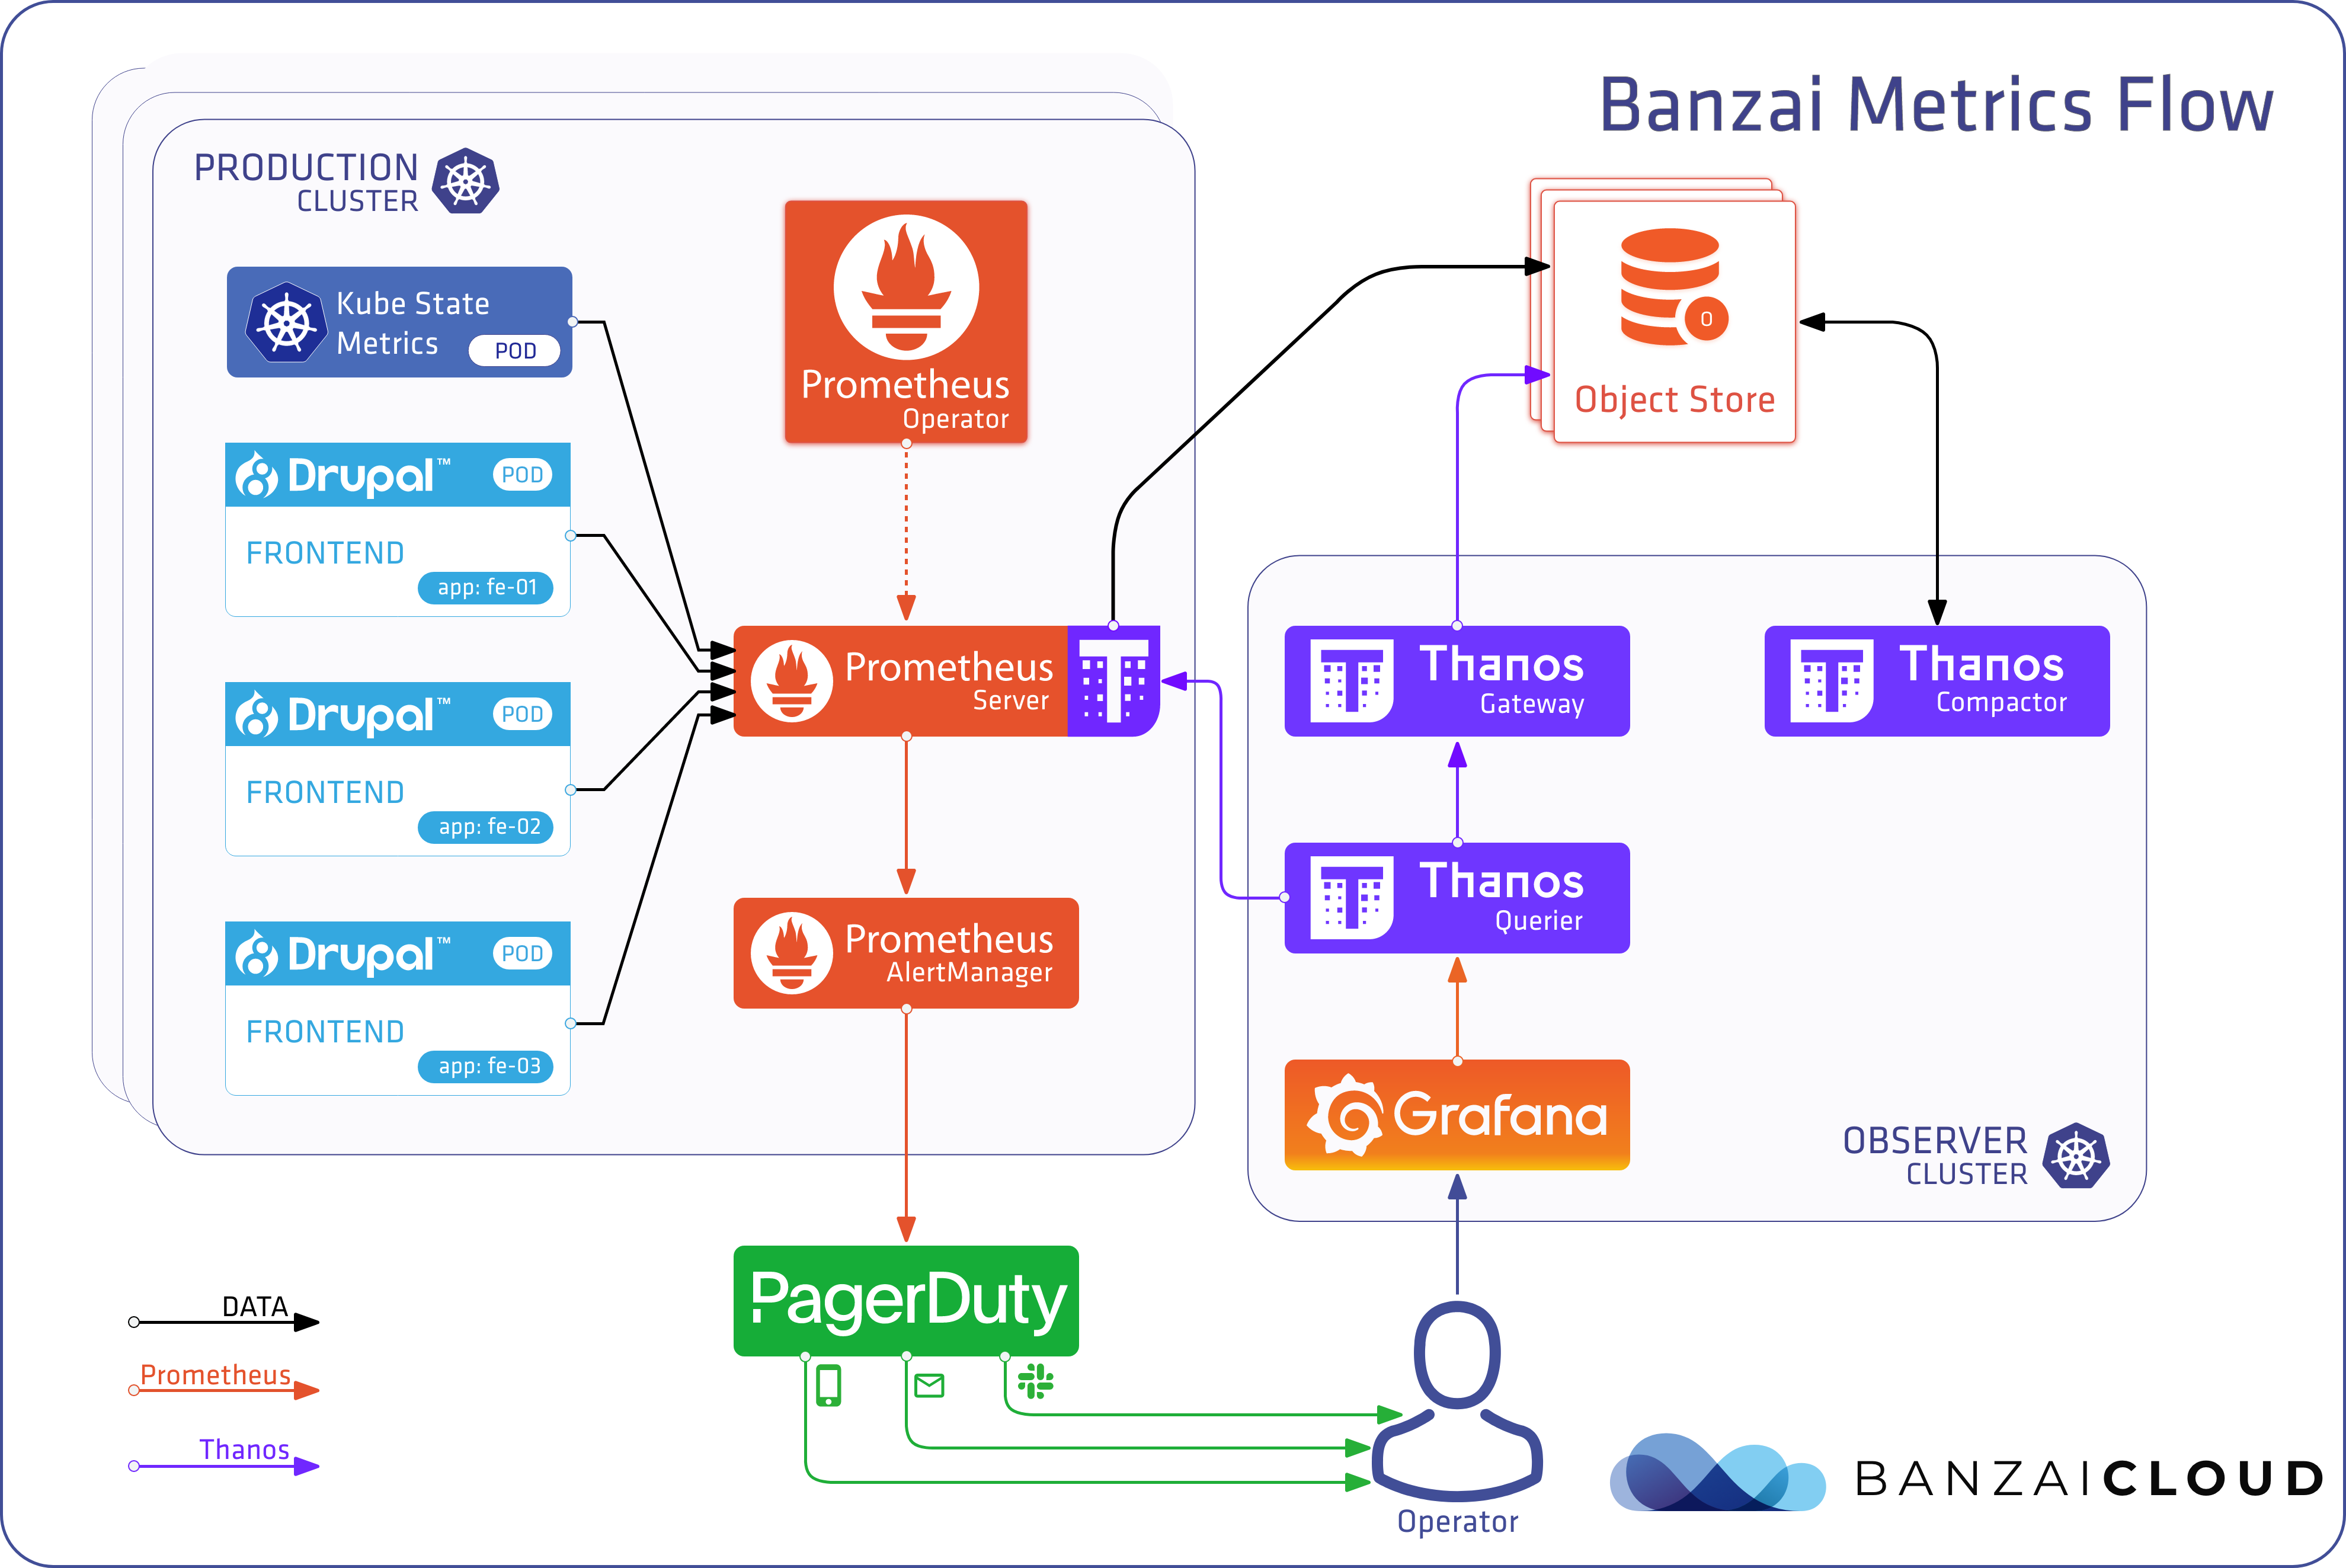 Banzai Metrics Flow
PRODUCTION
CLUSTER
Kube State
Metrics
POD
Drupal™
POD
FRONTEND
app: fe-01
Drupal™
POD
FRONTEND
app: fe-02
Drupal™
POD
FRONTEND
app: fe-03
Prometheus
Operator
Prometheus
Server
T
Prometheus
AlertManager
PagerDuty
O
Object Store
T
Thanos
Gateway
T
Thanos
Compactor
T
Thanos
Querier
Grafana
OBSERVER
CLUSTER
DATA
Prometheus
Thanos
Operator
BANZAICLOUD